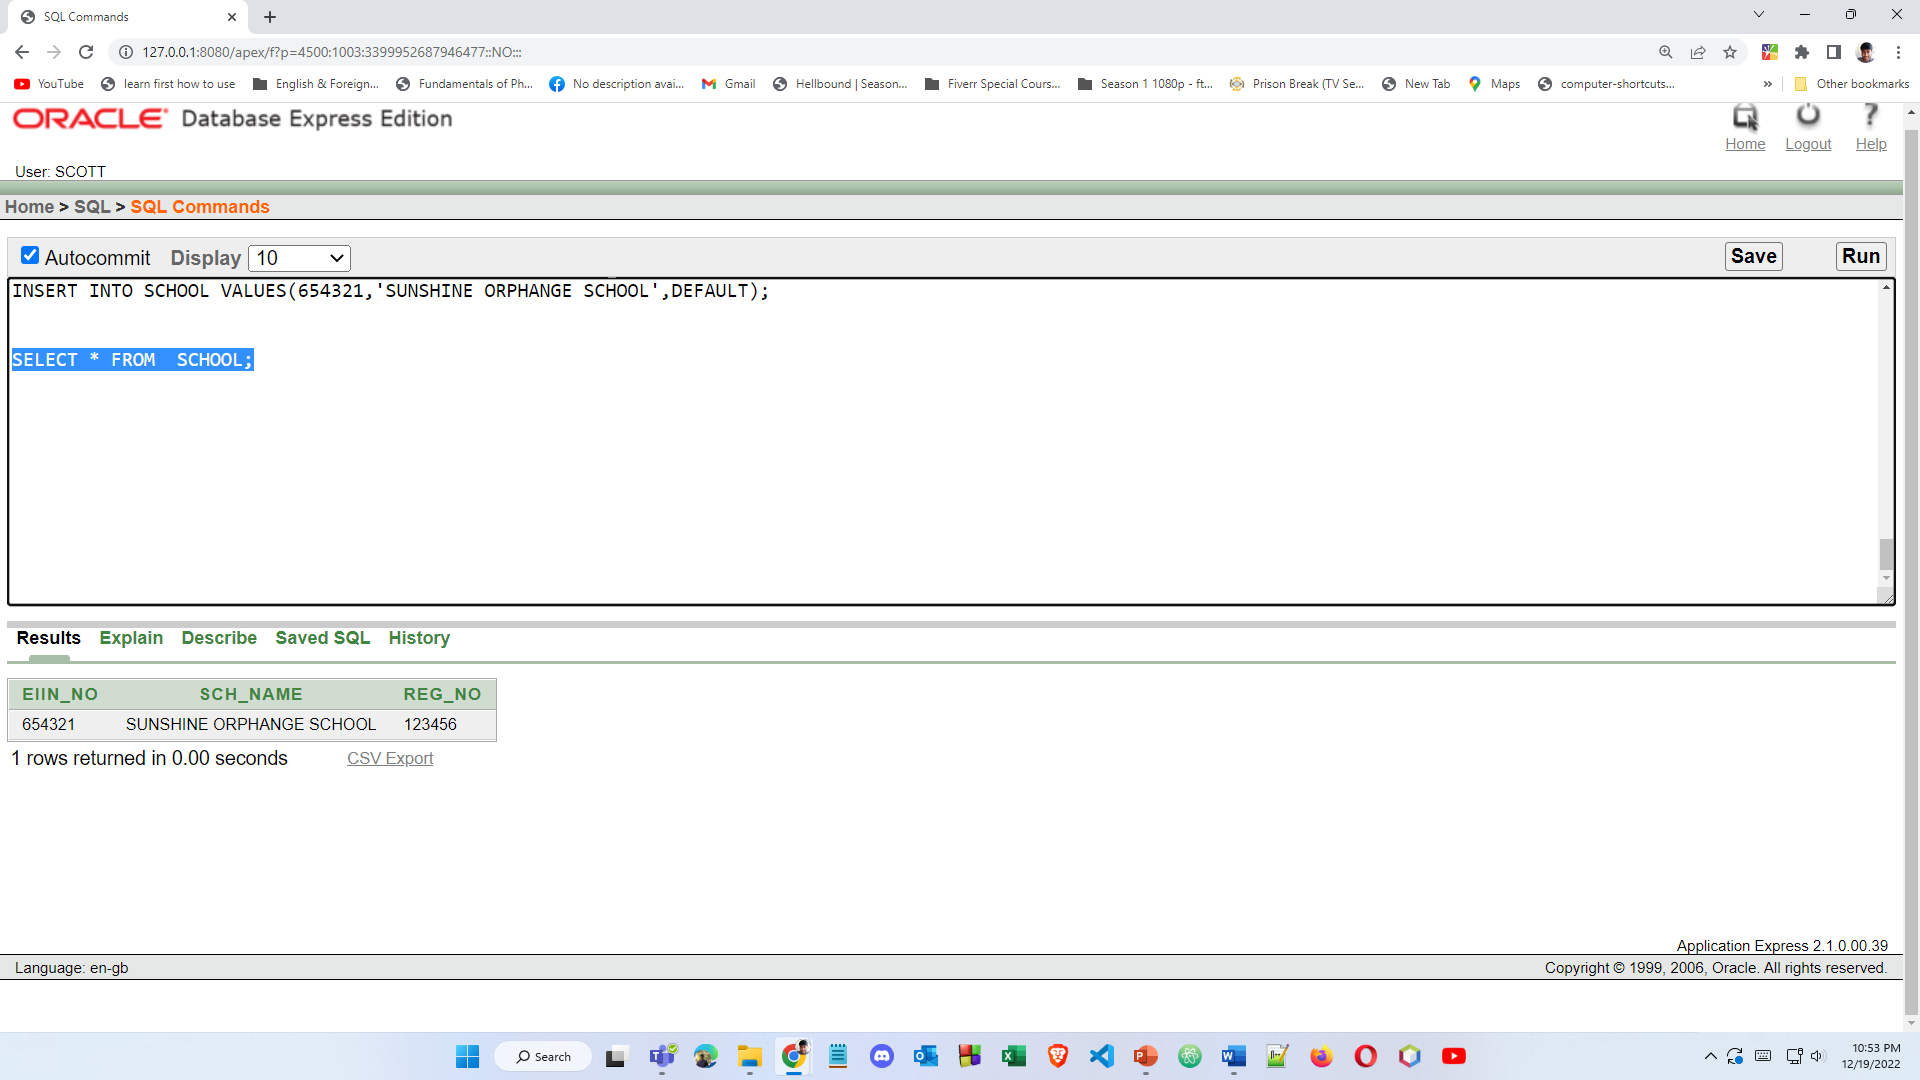 SQL Commands
127.0.0.1:8080/apex/f?p=4500:1003:3399952687946477::NO:::
YouTube learn first how to use English & Foreign... Fundamentals of Ph... No description avai... Gmail Hellbound | Season... Fiverr Special Cours... Season 1 1080p - ft... Prison Break (TV Se... New Tab Maps computer-shortcuts... » Other bookmarks
ORACLE Database Express Edition
Home Logout Help
User: SCOTT
Home > SQL > SQL Commands
Autocommit Display 10 Save Run
INSERT INTO SCHOOL VALUES(654321,'SUNSHINE ORPHANGE SCHOOL',DEFAULT);
SELECT * FROM  SCHOOL;
Results Explain Describe Saved SQL History
EIIN_NO SCH_NAME REG_NO
654321 SUNSHINE ORPHANGE SCHOOL 123456
1 rows returned in 0.00 seconds CSV Export
Application Express 2.1.0.00.39
Language: en-gb Copyright © 1999, 2006, Oracle. All rights reserved.
Search
10:53 PM
12/19/2022